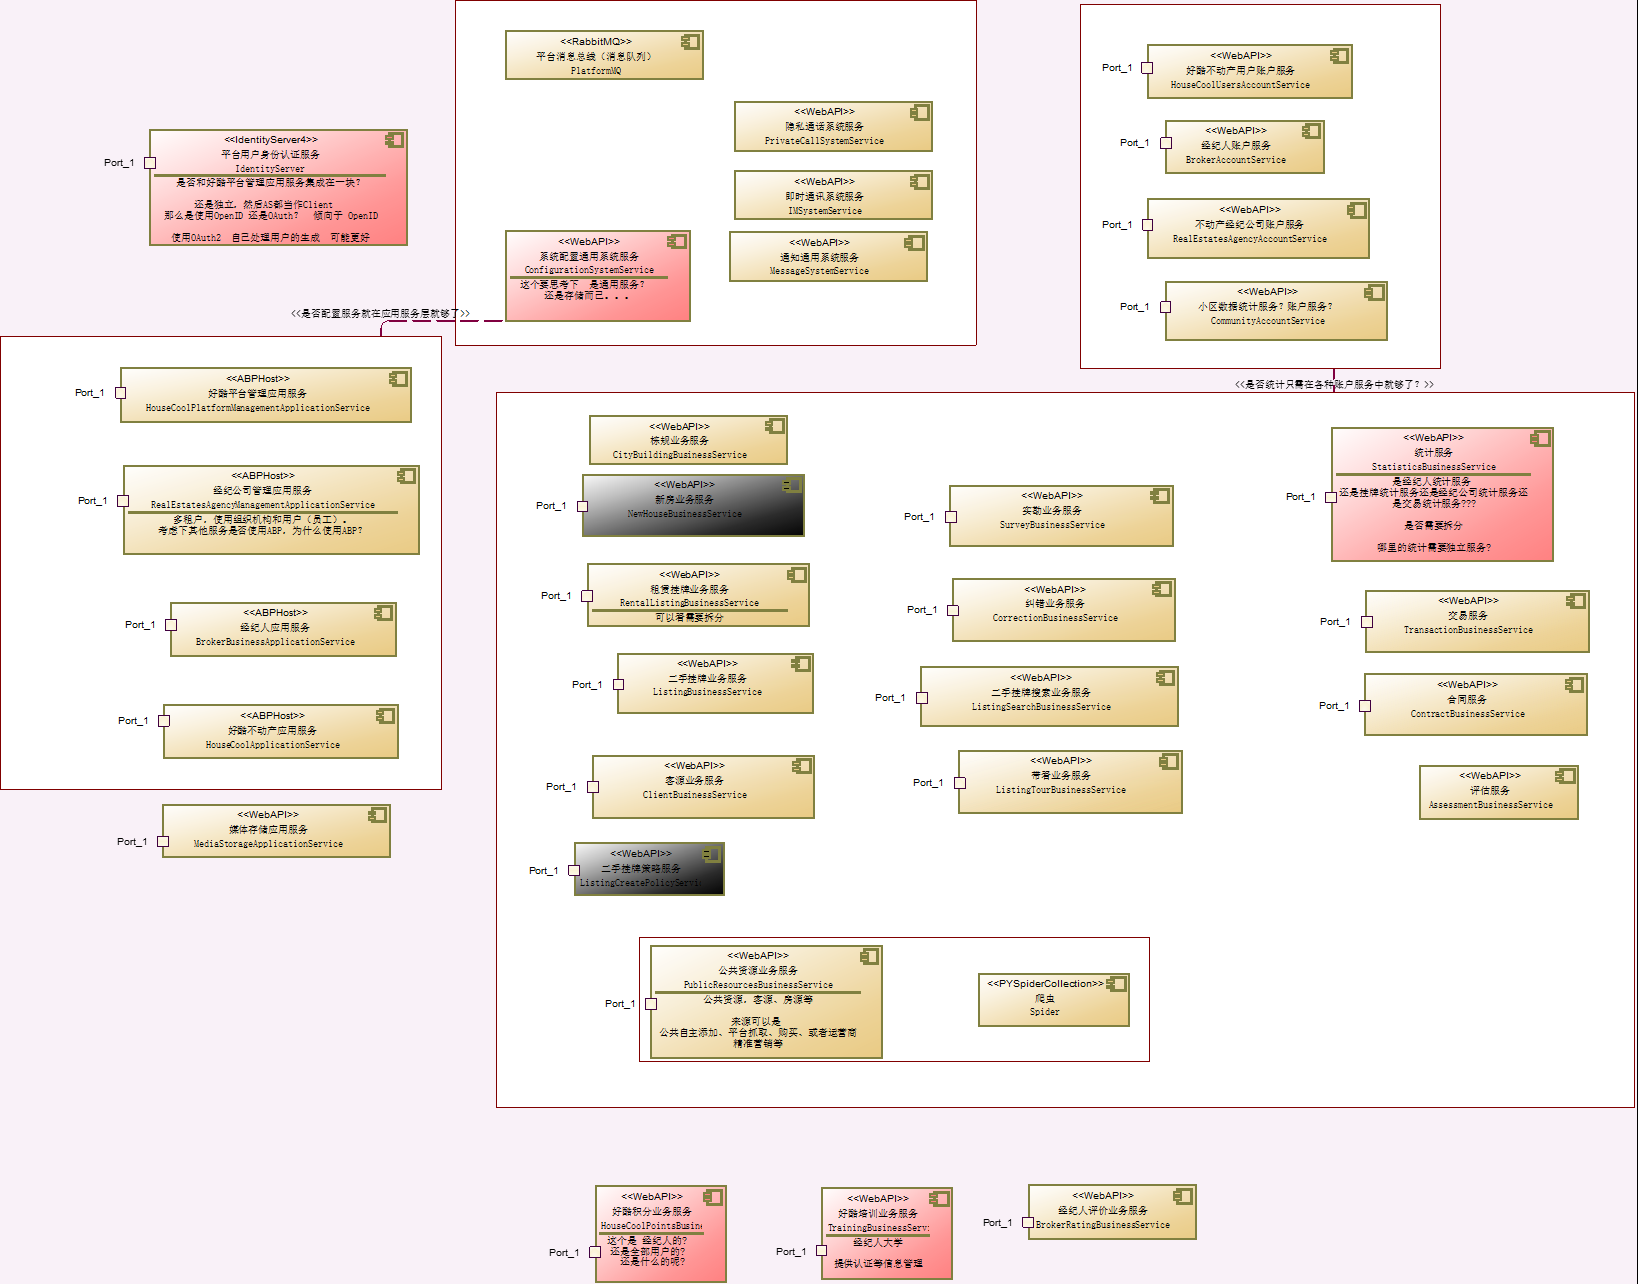 <<RabbitMQ>>
平台消息总线（消息队列）
PlatformMQ
<<WebAPI>>
隐私通话系统服务
PrivateCallSystemService
<<WebAPI>>
即时通讯系统服务
IMSystemService
<<WebAPI>>
通知通用系统服务
MessageSystemService
<<WebAPI>>
系统配置通用系统服务
ConfigurationSystemService
这个要思考下 是通用服务?
还是存储而已...
<<IdentityServer4>>
平台用户身份认证服务
IdentityServer
Port_1
是否和好酷平台管理应用服务集成在一块?
还是独立，然后AS都当作Client
那么是使用OpenID 还是OAuth? 倾向于 OpenID
使用OAuth2 自己处理用户的生成 可能更好
<<WebAPI>>
Port_1
好酷不动产用户账户服务
HouseCoolUsersAccountService
<<WebAPI>>
Port_1
经纪人账户服务
BrokerAccountService
<<WebAPI>>
Port_1
不动产经纪公司账户服务
RealEstatesAgencyAccountService
<<WebAPI>>
Port_1
小区数据统计服务? 账户服务?
CommunityAccountService
<<是否配置服务就在应用服务层就够了>>
<<是否统计只需在各种账户服务中就够了? >>
<<ABPHost>>
Port_1
好酷平台管理应用服务
HouseCoolPlatformManagementApplicationService
<<ABPHost>>
经纪公司管理应用服务
Port_1
RealEstatesAgencyManagementApplicationService
多租户，使用组织机构和用户（员工）.
考虑下其他服务是否使用ABP，为什么使用ABP?
<<ABPHost>>
Port_1
经纪人应用服务
BrokerBusinessApplicationService
<<ABPHost>>
Port_1
好酷不动产应用服务
HouseCoolApplicationService
<<WebAPI>>
媒体存储应用服务
Port_1
MediaStorageApplicationService
<<WebAPI>>
栋规业务服务
CityBuildingBusinessService
<<WebAPI>>
新房业务服务
Port_1
NewHouseBusinessService
<<WebAPI>>
租赁挂牌业务服务
Port_1
RentalListingBusinessService
可以看需要拆分
<<WebAPI>>
二手挂牌业务服务
Port_1
ListingBusinessService
<<WebAPI>>
客源业务服务
Port_1
ClientBusinessService
<<WebAPI>>
二手挂牌策略服务
Port_1
ListingCreatePolicyServi
<<WebAPI>>
实勘业务服务
Port_1
SurveyBusinessService
<<WebAPI>>
纠错业务服务
Port_1
CorrectionBusinessService
<<WebAPI>>
二手挂牌搜索业务服务
Port_1
ListingSearchBusinessService
<<WebAPI>>
带看业务服务
Port_1
ListingTourBusinessService
<<WebAPI>>
统计服务
StatisticsBusinessService
是经纪人统计服务
还是挂牌统计服务还是经纪公司统计服务还
Port_1
是交易统计服务???
是否需要拆分
哪里的统计需要独立服务?
<<WebAPI>>
交易服务
Port_1
TransactionBusinessService
<<WebAPI>>
合同服务
Port_1
ContractBusinessService
<<WebAPI>>
评估服务
AssessmentBusinessService
<<WebAPI>>
公共资源业务服务
PublicResourcesBusinessService
Port_1
公共资源，客源、房源等
来源可以是
公共自主添加、平台抓取、购买、或者运营商
精准营销等
<<PYSpiderCollection>>
爬虫
Spider
<<WebAPI>>
好酷积分业务服务
HouseCoolPointsBusine
这个是 经纪人的?
Port_1
还是全部用户的?
还是什么的呢?
<<WebAPI>>
好酷培训业务服务
TrainingBusinessServi
经纪人大学
Port_1
提供认证等信息管理
<<WebAPI>>
经纪人评价业务服务
Port_1
BrokerRatingBusinessService